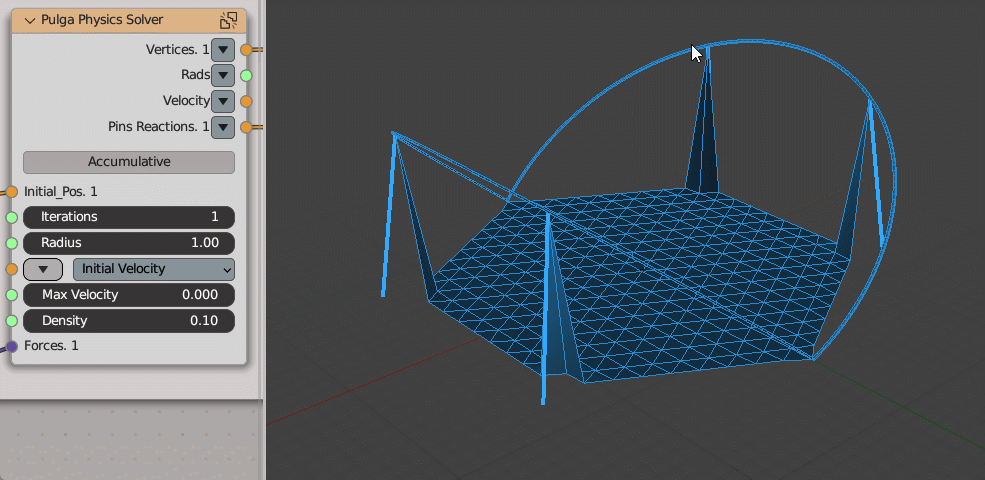 Pulga Physics Solver
Vertices. 1
Rads
Velocity
Pins Reactions. 1
Accumulative
Initial_Pos. 1
Iterations 1
Radius 1.00
Initial Velocity
Max Velocity 0.000
Density 0.10
Forces. 1